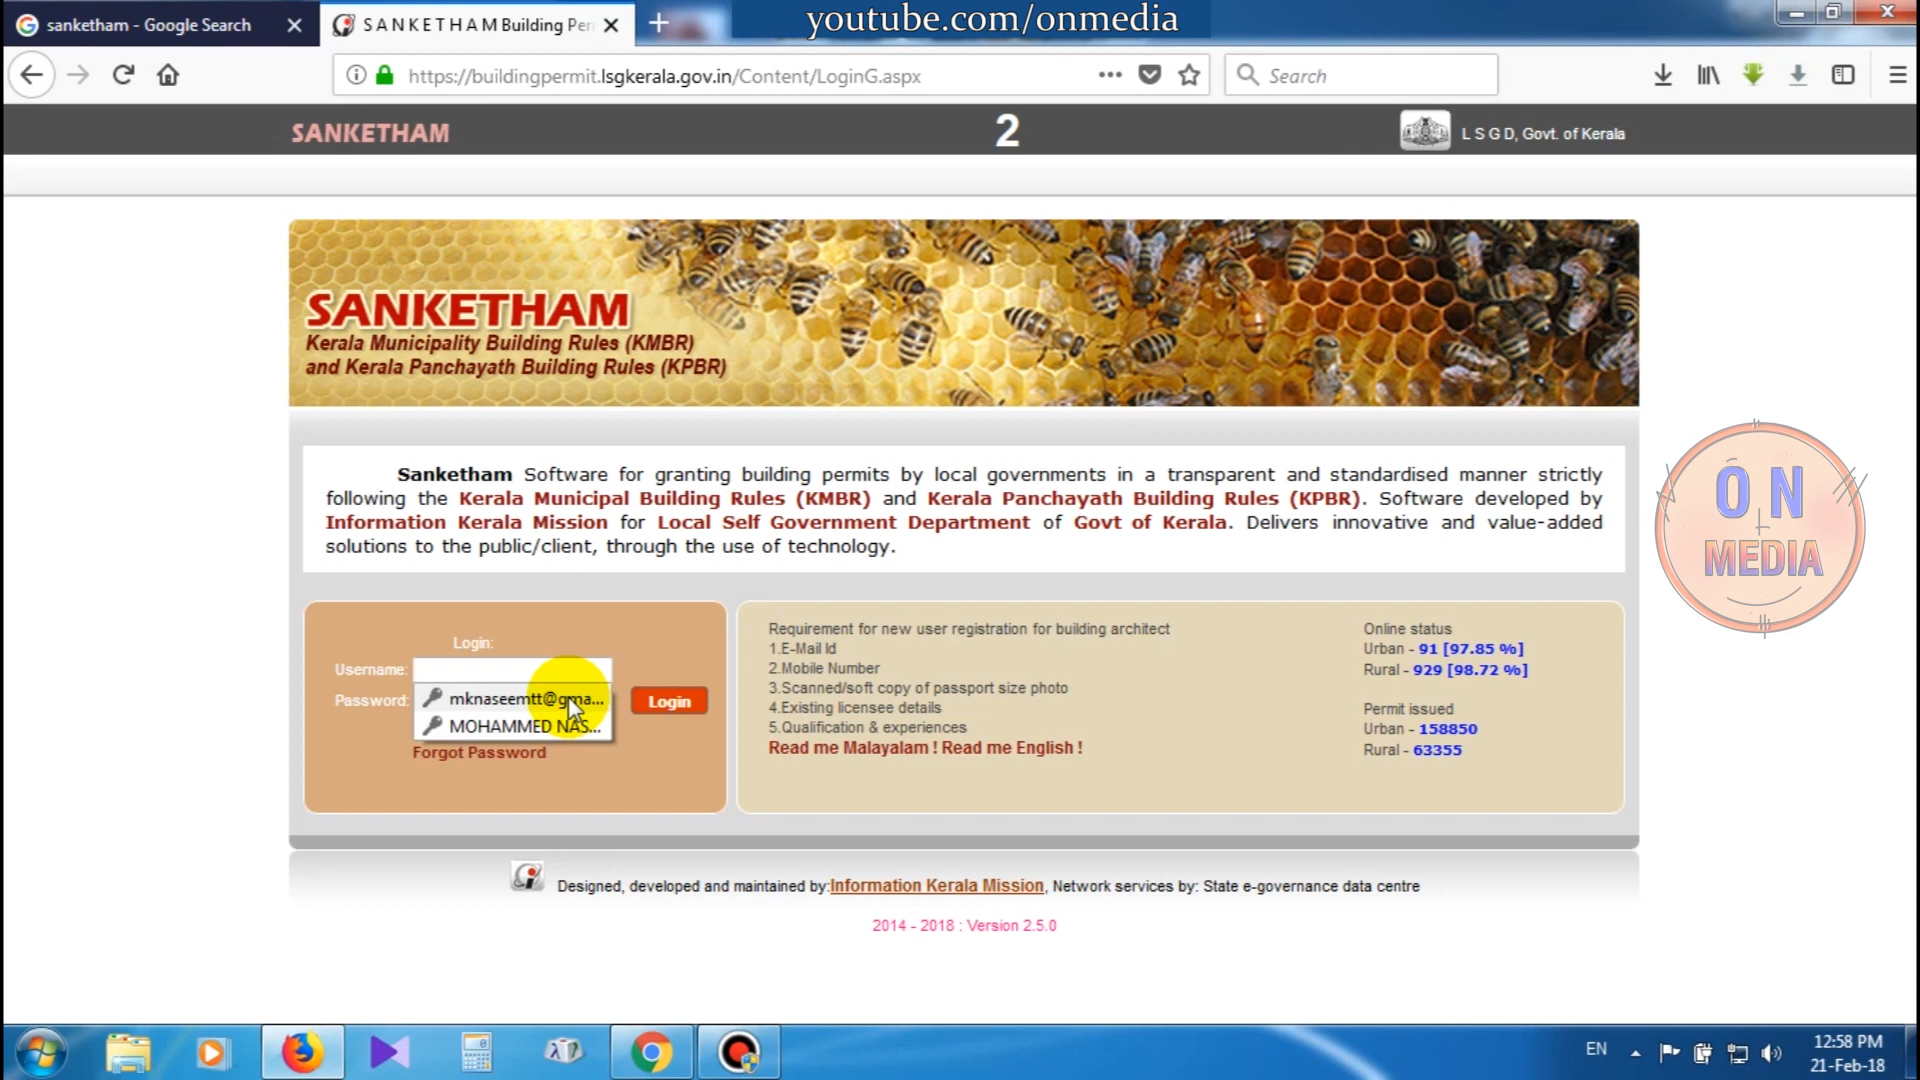 youtube.com/onmedia
sanketham - Google Search
S A N K E T H A M Building Per
https://buildingpermit.lsgkerala.gov.in/Content/LoginG.aspx
Search
SANKETHAM
2
L S G D, Govt. of Kerala
SANKETHAM
Kerala Municipality Building Rules (KMBR)
and Kerala Panchayath Building Rules (KPBR)
Sanketham Software for granting building permits by local governments in a transparent and standardised manner strictly
following the Kerala Municipal Building Rules (KMBR) and Kerala Panchayath Building Rules (KPBR). Software developed by
Information Kerala Mission for Local Self Government Department of Govt of Kerala. Delivers innovative and value-added
solutions to the public/client, through the use of technology.
O N
MEDIA
Login:
Username:
Password:
mknaseemtt@gma...
MOHAMMED NAS...
Login
Forgot Password
Requirement for new user registration for building architect
1.E-Mail Id
2.Mobile Number
3.Scanned/soft copy of passport size photo
4.Existing licensee details
5.Qualification & experiences
Read me Malayalam ! Read me English !
Online status
Urban - 91 [97.85 %]
Rural - 929 [98.72 %]
Permit issued
Urban - 158850
Rural - 63355
Designed, developed and maintained by:Information Kerala Mission, Network services by: State e-governance data centre
2014 - 2018 : Version 2.5.0
EN
12:58 PM
21-Feb-18